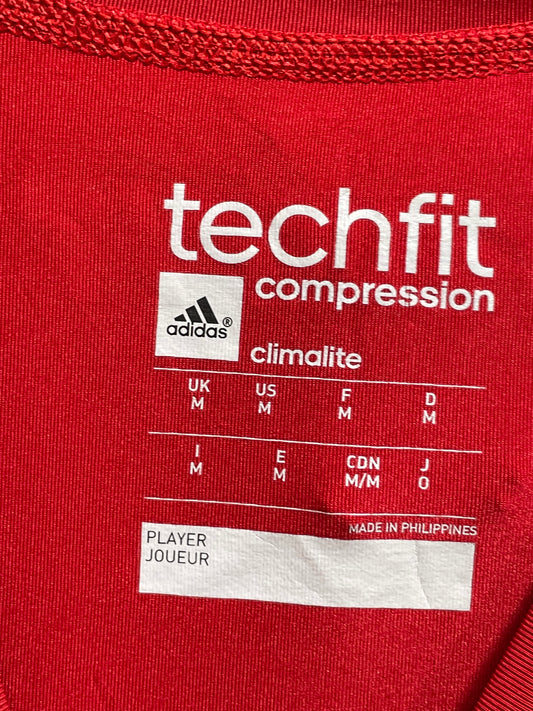 techfit
compression
adidas®
climalite
UK US F D
M M M M
I E CDN J
M M M/M O
MADE IN PHILIPPINES
PLAYER
JOUEUR